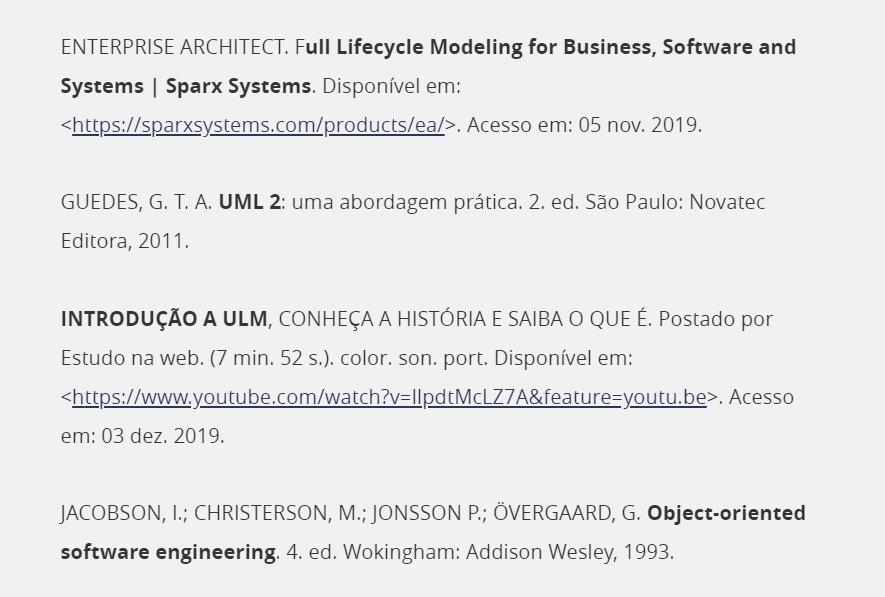 ENTERPRISE ARCHITECT. Full Lifecycle Modeling for Business, Software and
Systems | Sparx Systems. Disponível em:
<https://sparxsystems.com/products/ea/>. Acesso em: 05 nov. 2019.
GUEDES, G. T. A. UML 2: uma abordagem prática. 2. ed. São Paulo: Novatec
Editora, 2011.
INTRODUÇÃO A ULM, CONHEÇA A HISTÓRIA E SAIBA O QUE É. Postado por
Estudo na web. (7 min. 52 s.). color. son. port. Disponível em:
<https://www.youtube.com/watch?v=IIpdtMcLZ7A&feature=youtu.be>. Acesso
em: 03 dez. 2019.
JACOBSON, I.; CHRISTERSON, M.; JONSSON P.; ÖVERGAARD, G. Object-oriented
software engineering. 4. ed. Wokingham: Addison Wesley, 1993.